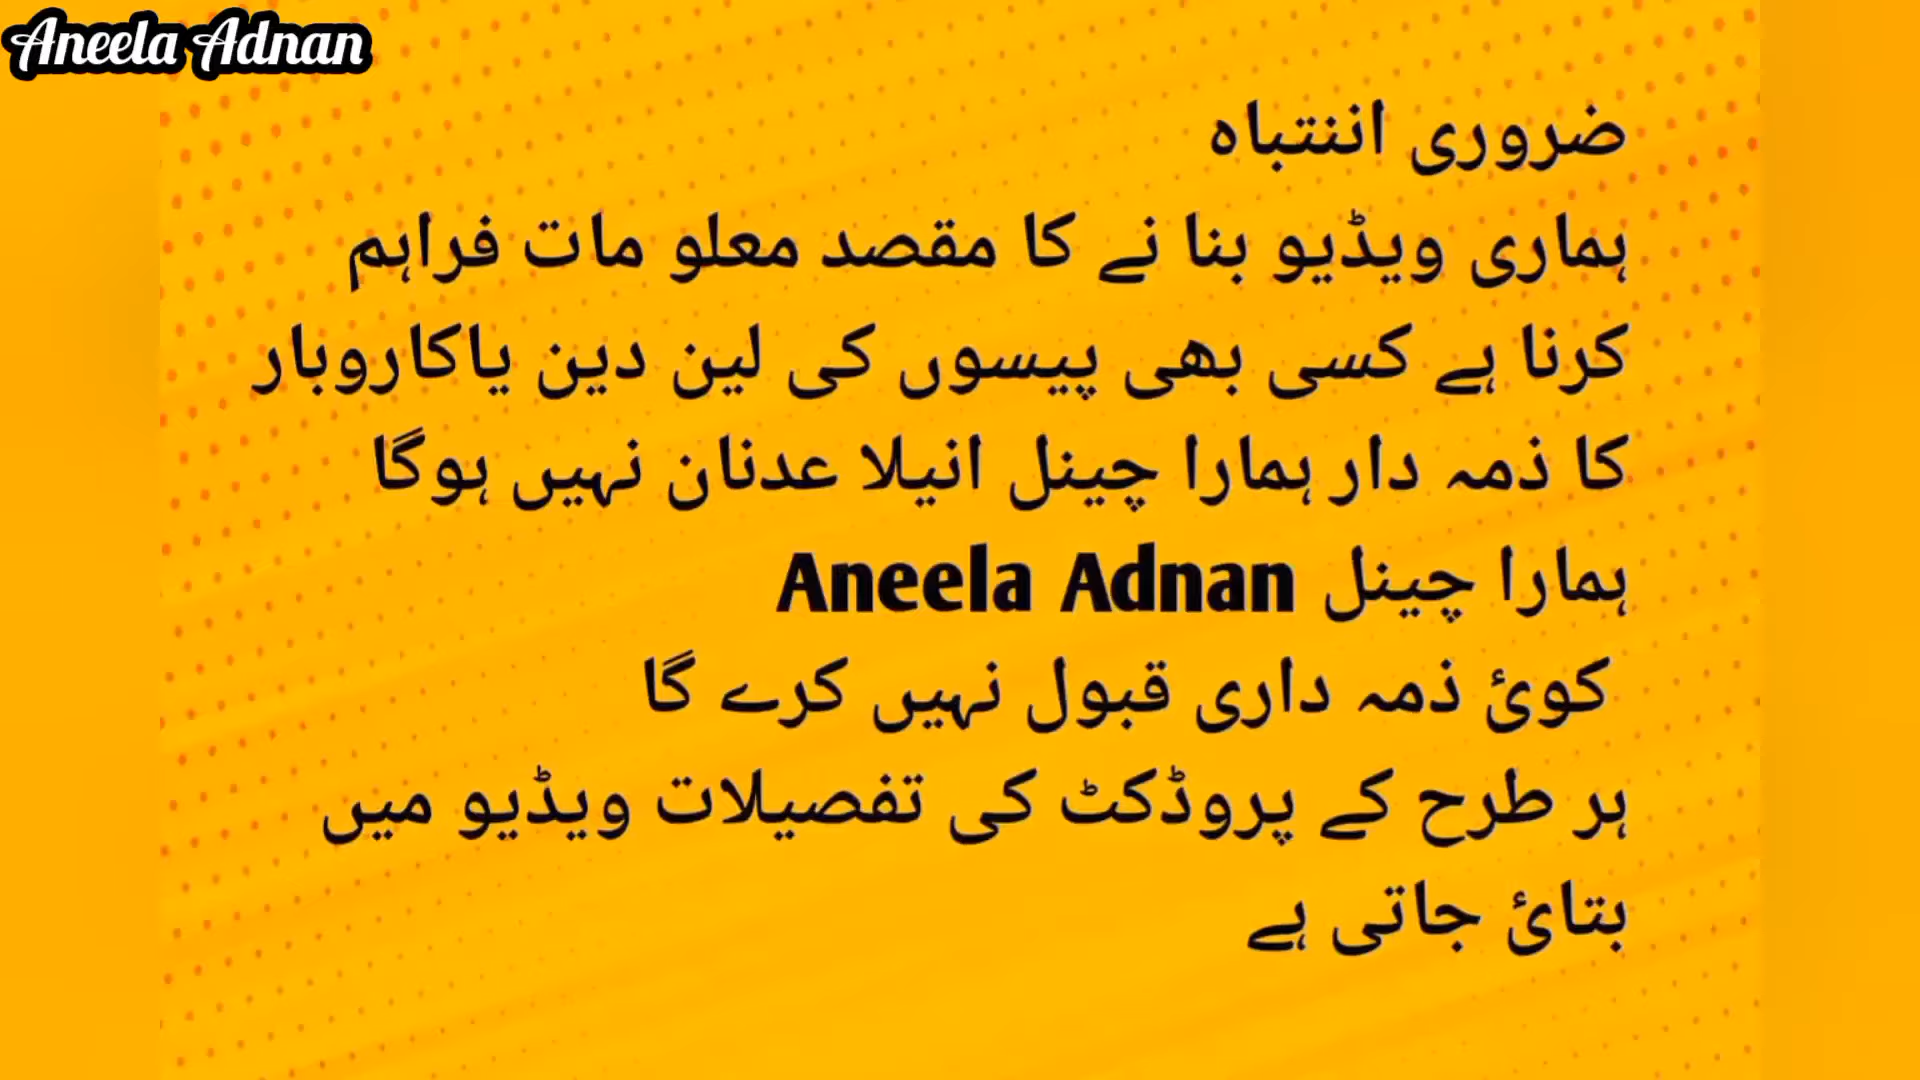 Aneela Adnan
ضروری اننتباہ
ہماری ویڈیو بنا نے کا مقصد معلو مات فراہم
کرنا ہے کسی بھی پیسوں کی لین دین یاکاروبار
کا ذمہ دار ہمارا چینل انیلا عدنان نہیں ہوگا
ہمارا چینل Aneela Adnan
کوئ ذمہ داری قبول نہیں کرے گا
ہر طرح کے پروڈکٹ کی تفصیلات ویڈیو میں
بتائ جاتی ہے